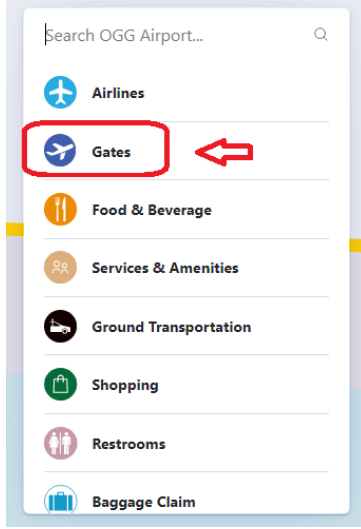 Search OGG Airport...
Airlines
Gates
Food & Beverage
Services & Amenities
Ground Transportation
Shopping
Restrooms
Baggage Claim